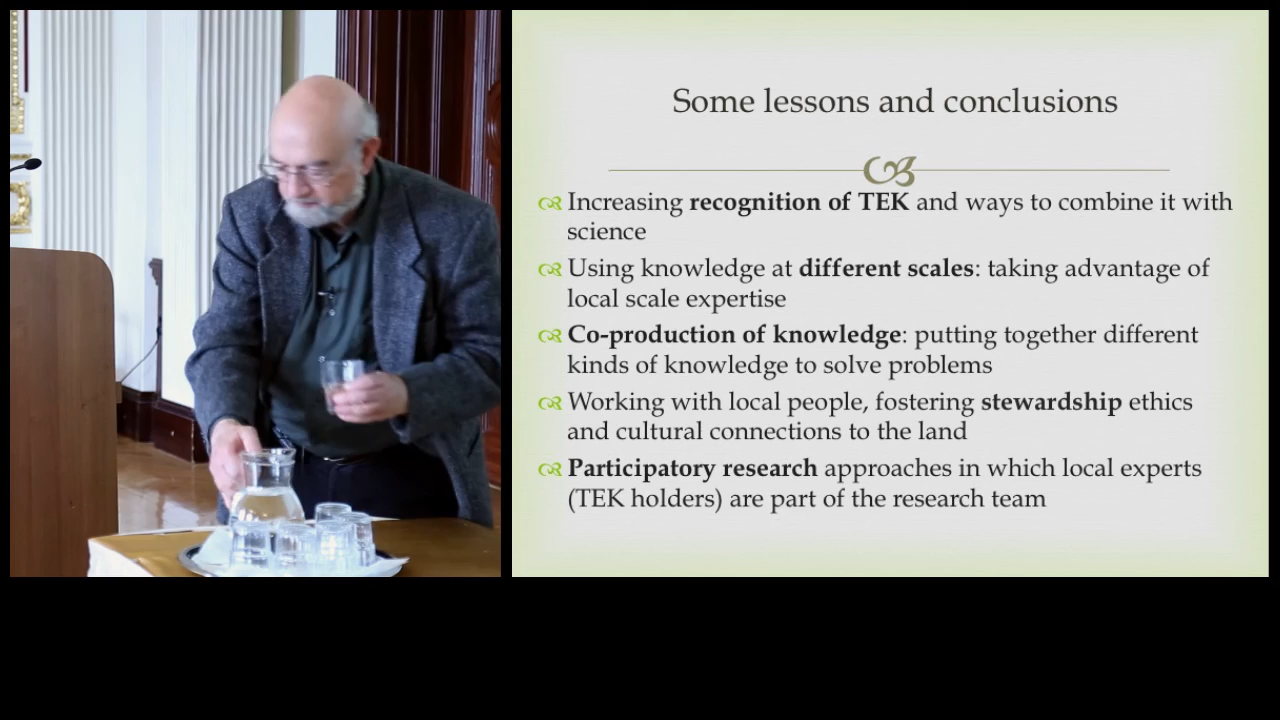 Some lessons and conclusions
Increasing recognition of TEK and ways to combine it with
science
Using knowledge at different scales: taking advantage of
local scale expertise
Co-production of knowledge: putting together different
kinds of knowledge to solve problems
Working with local people, fostering stewardship ethics
and cultural connections to the land
Participatory research approaches in which local experts
(TEK holders) are part of the research team